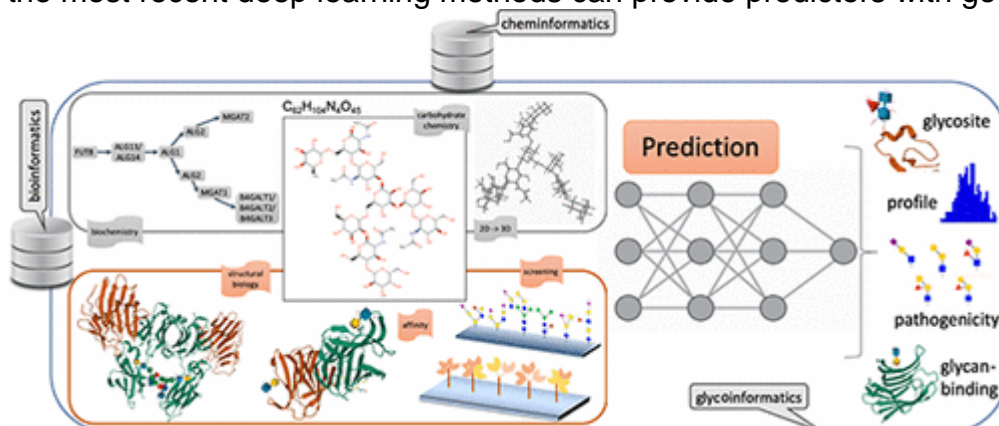 the most recent deep learning methods can provide predictors with
cheminformatics
bioinformatics
C62H104N4O45
carbohydrate
chemistry
MGAT2
ALG2
FUT8
ALG13/
ALG14
ALG1
ALG2
MGAT1
B4GALT1/
B4GALT2/
B4GALT3
biochemistry
2D -> 3D
Prediction
glycosite
profile
pathogenicity
glycan-
binding
structural
biology
affinity
screening
glycoinformatics